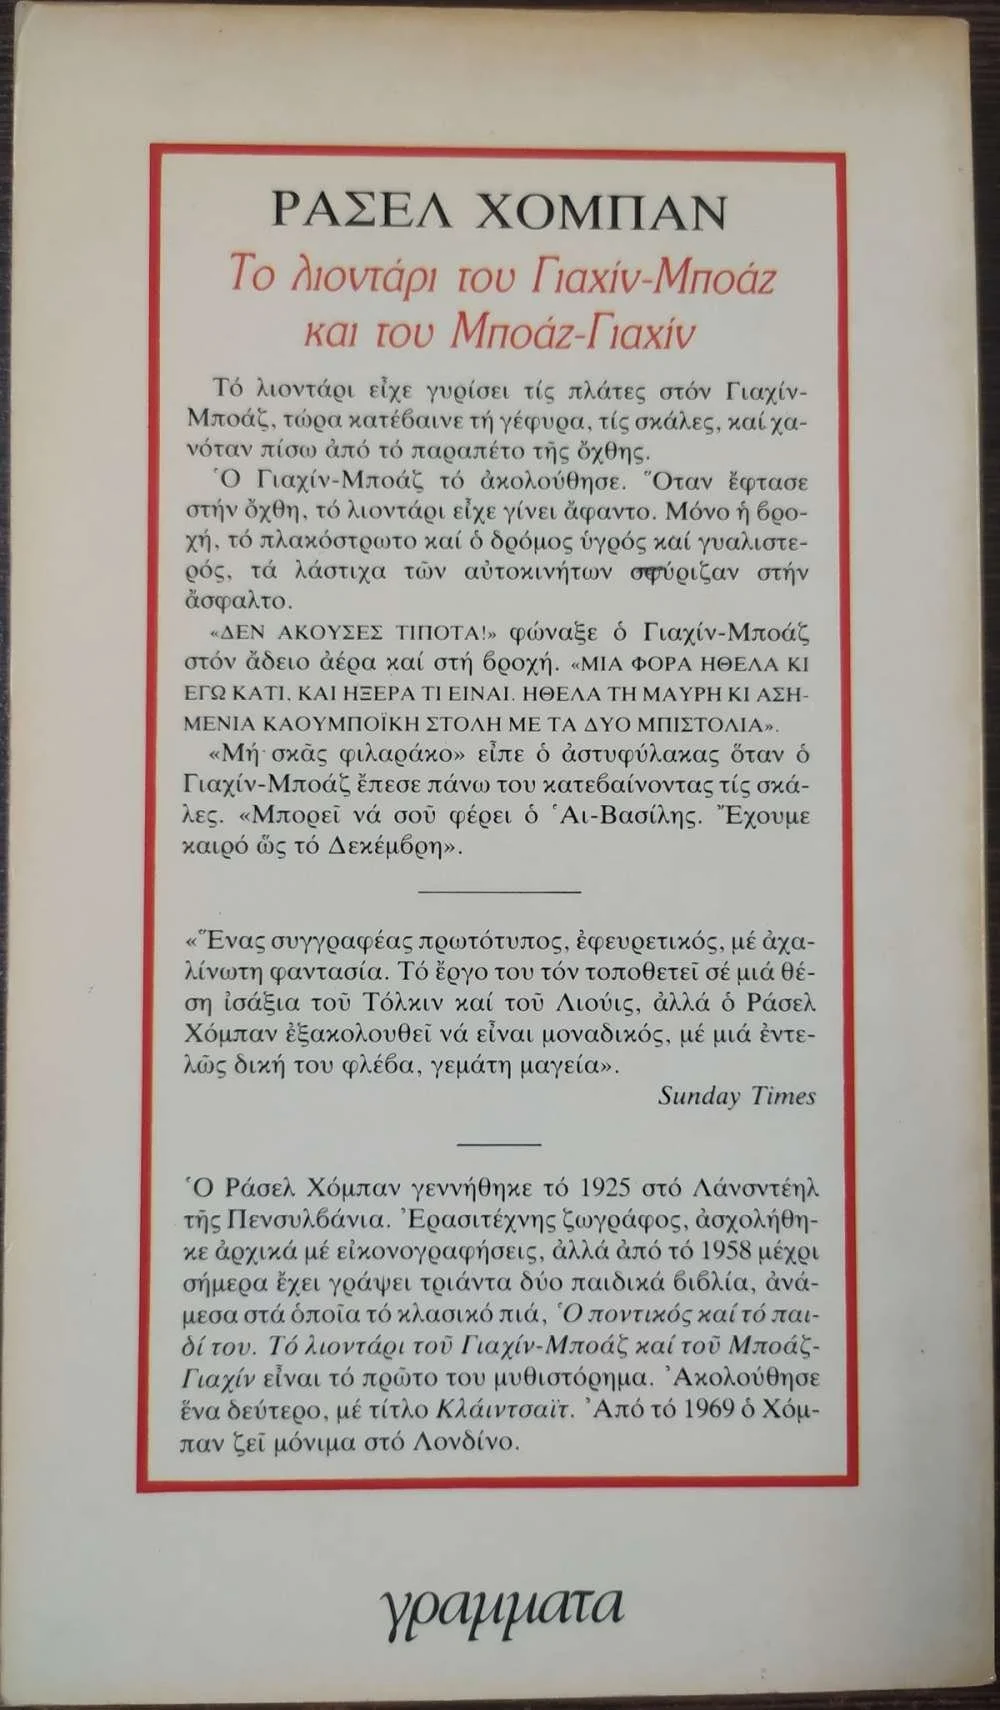 ΡΑΣΕΛ ΧΟΜΠΑΝ
Το λιοντάρι του Γιαχίν-Μποάζ
και του Μποάζ-Γιαχίν
Τό λιοντάρι εἶχε γυρίσει τίς πλάτες στόν Γιαχίν-
Μποάζ, τώρα κατέβαινε τή γέφυρα, τίς σκάλες, καί χα-
νόταν πίσω ἀπό τό παραπέτο τῆς ὄχθης.
Ὁ Γιαχίν-Μποάζ τό ἀκολούθησε. Ὅταν ἔφτασε
στήν ὄχθη, τό λιοντάρι εἶχε γίνει ἄφαντο. Μόνο ἡ βρο-
χή, τό πλακόστρωτο καί ὁ δρόμος ὑγρός καί γυαλιστε-
ρός, τά λάστιχα τῶν αὐτοκινήτων σφύριζαν στήν
ἄσφαλτο.
«ΔΕΝ ΑΚΟΥΣΕΣ ΤΙΠΟΤΑ!» φώναξε ὁ Γιαχίν-Μποάζ
στόν ἄδειο ἀέρα καί στή βροχή. «ΜΙΑ ΦΟΡΑ ΗΘΕΛΑ ΚΙ
ΕΓΩ ΚΑΤΙ. ΚΑΙ ΗΞΕΡΑ ΤΙ ΕΙΝΑΙ. ΗΘΕΛΑ ΤΗ ΜΑΥΡΗ ΚΙ ΑΣΗ-
ΜΕΝΙΑ ΚΑΟΥΜΠΟΪΚΗ ΣΤΟΛΗ ΜΕ ΤΑ ΔΥΟ ΜΠΙΣΤΟΛΙΑ».
«Μή σκᾶς φιλαράκο» εἶπε ὁ ἀστυφύλακας ὅταν ὁ
Γιαχίν-Μποάζ ἔπεσε πάνω του κατεβαίνοντας τίς σκά-
λες. «Μπορεῖ νά σοῦ φέρει ὁ Ἁι-Βασίλης. Ἔχουμε
καιρό ὥς τό Δεκέμβρη».
«Ἕνας συγγραφέας πρωτότυπος, ἐφευρετικός, μέ ἀχα-
λίνωτη φαντασία. Τό ἔργο του τόν τοποθετεῖ σέ μιά θέ-
ση ἰσάξια τοῦ Τόλκιν καί τοῦ Λιούις, ἀλλά ὁ Ράσελ
Χόμπαν ἐξακολουθεῖ νά εἶναι μοναδικός, μέ μιά ἐντε-
λῶς δική του φλέβα, γεμάτη μαγεία».
Sunday Times
Ὁ Ράσελ Χόμπαν γεννήθηκε τό 1925 στό Λάνσντέηλ
τῆς Πενσυλβάνια. Ἐρασιτέχνης ζωγράφος, ἀσχολήθη-
κε ἀρχικά μέ εἰκονογραφήσεις, ἀλλά ἀπό τό 1958 μέχρι
σήμερα ἔχει γράψει τριάντα δύο παιδικά βιβλία, ἀνά-
μεσα στά ὁποῖα τό κλασικό πιά, Ὁ ποντικός καί τό παι-
δί του. Τό λιοντάρι τοῦ Γιαχίν-Μποάζ καί τοῦ Μποάζ-
Γιαχίν εἶναι τό πρῶτο του μυθιστόρημα. Ἀκολούθησε
ἕνα δεύτερο, μέ τίτλο Κλάιντσαϊτ. Ἀπό τό 1969 ὁ Χόμ-
παν ζεῖ μόνιμα στό Λονδίνο.
γραμματα